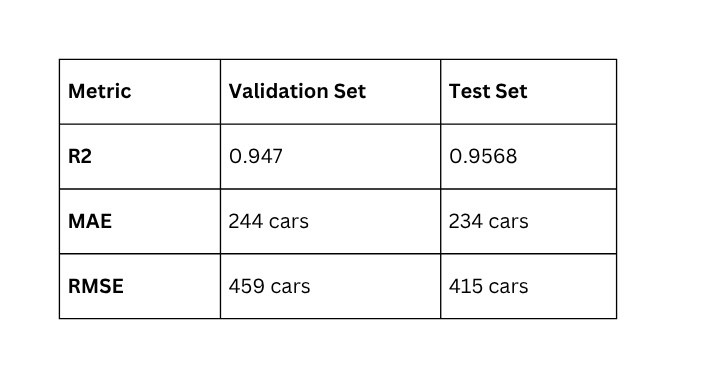 Metric Validation Set Test Set
R2 0.947 0.9568
MAE 244 cars 234 cars
RMSE 459 cars 415 cars